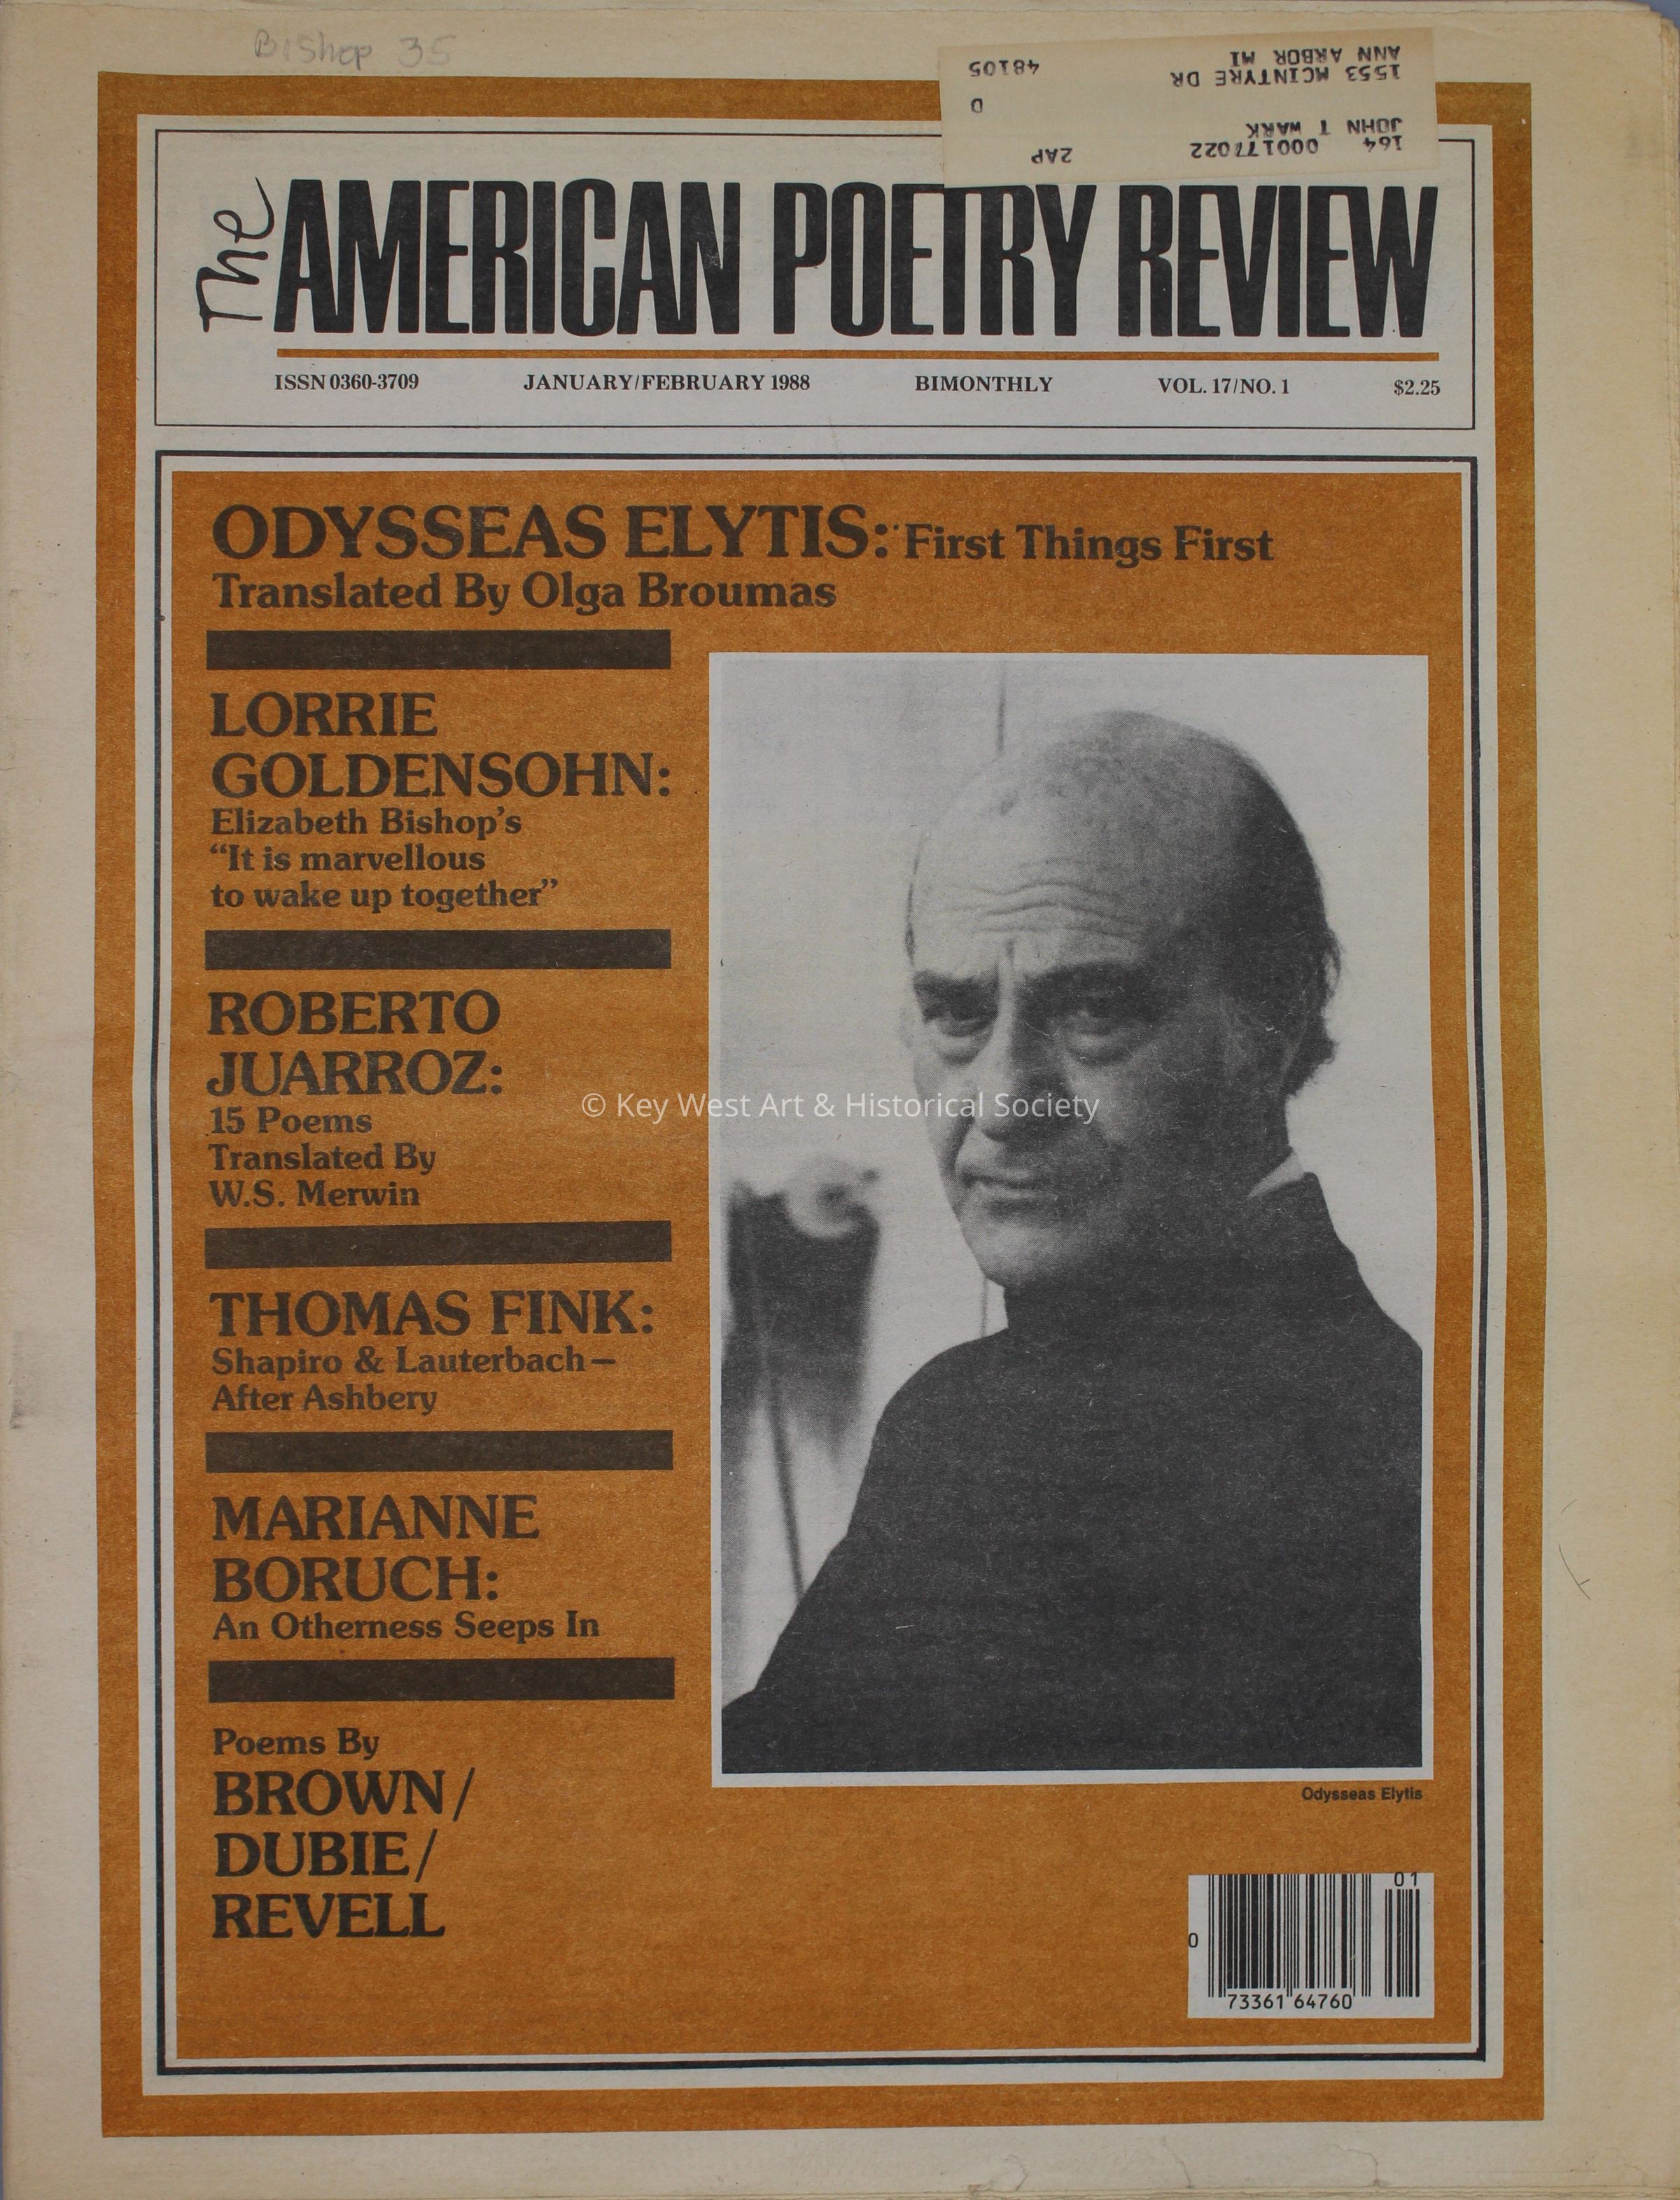 Bishop 35
164 000177022 2AP
JOHN T WARK
D
1553 MCINTYRE DR
ANN ARBOR MI 48105
The AMERICAN POETRY REVIEW
ISSN 0360-3709 JANUARY/FEBRUARY 1988 BIMONTHLY VOL. 17/NO. 1 $2.25
ODYSSEAS ELYTIS: First Things First
Translated By Olga Broumas
LORRIE
GOLDENSOHN:
Elizabeth Bishop's
“It is marvellous
to wake up together”
ROBERTO
JUARROZ:
15 Poems
Translated By
W.S. Merwin
THOMAS FINK:
Shapiro & Lauterbach—
After Ashbery
MARIANNE
BORUCH:
An Otherness Seeps In
Poems By
BROWN/
DUBIE/
REVELL
© Key West Art & Historical Society
Odysseas Elytis
01
0 73361 64760